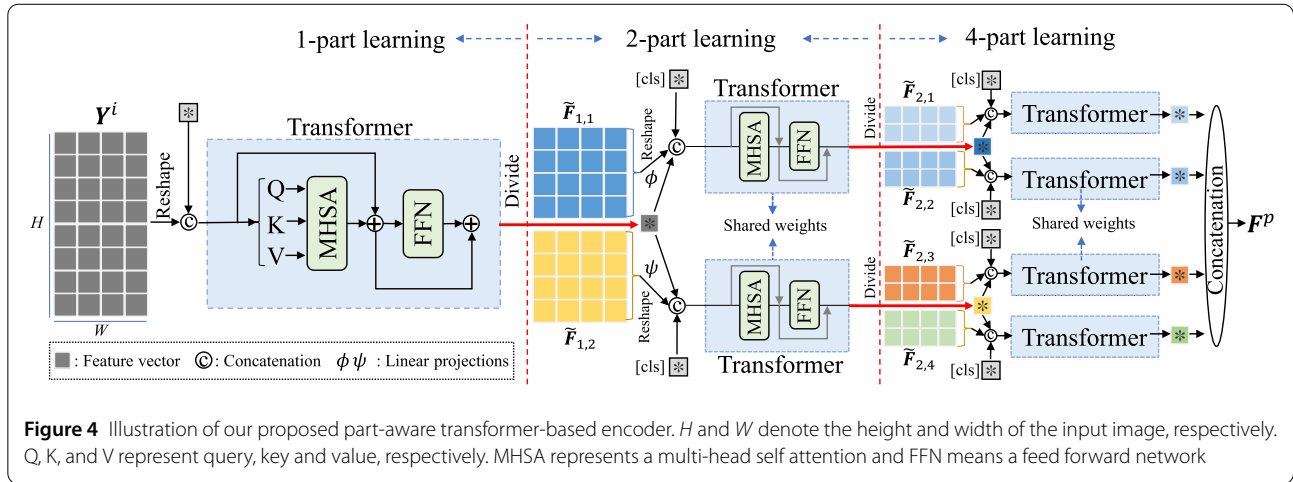 1-part learning
2-part learning
4-part learning
Y^i
*
Reshape
H
W
©
Transformer
Q
K
V
MHSA
+
FFN
+
Divide
F̃_{1,1}
F̃_{1,2}
[cls] *
Reshape
ϕ
©
*
ψ
Reshape
©
[cls] *
Transformer
MHSA
FFN
Shared weights
MHSA
FFN
Transformer
Divide
Divide
F̃_{2,1}
F̃_{2,2}
F̃_{2,3}
F̃_{2,4}
[cls] *
©
*
©
[cls] *
[cls] *
©
*
©
[cls] *
Transformer
*
Transformer
*
Shared weights
Transformer
*
Transformer
*
Concatenation
F^p
: Feature vector © : Concatenation ϕ ψ : Linear projections
Figure 4 Illustration of our proposed part-aware transformer-based encoder. H and W denote the height and width of the input image, respectively.
Q, K, and V represent query, key and value, respectively. MHSA represents a multi-head self attention and FFN means a feed forward network